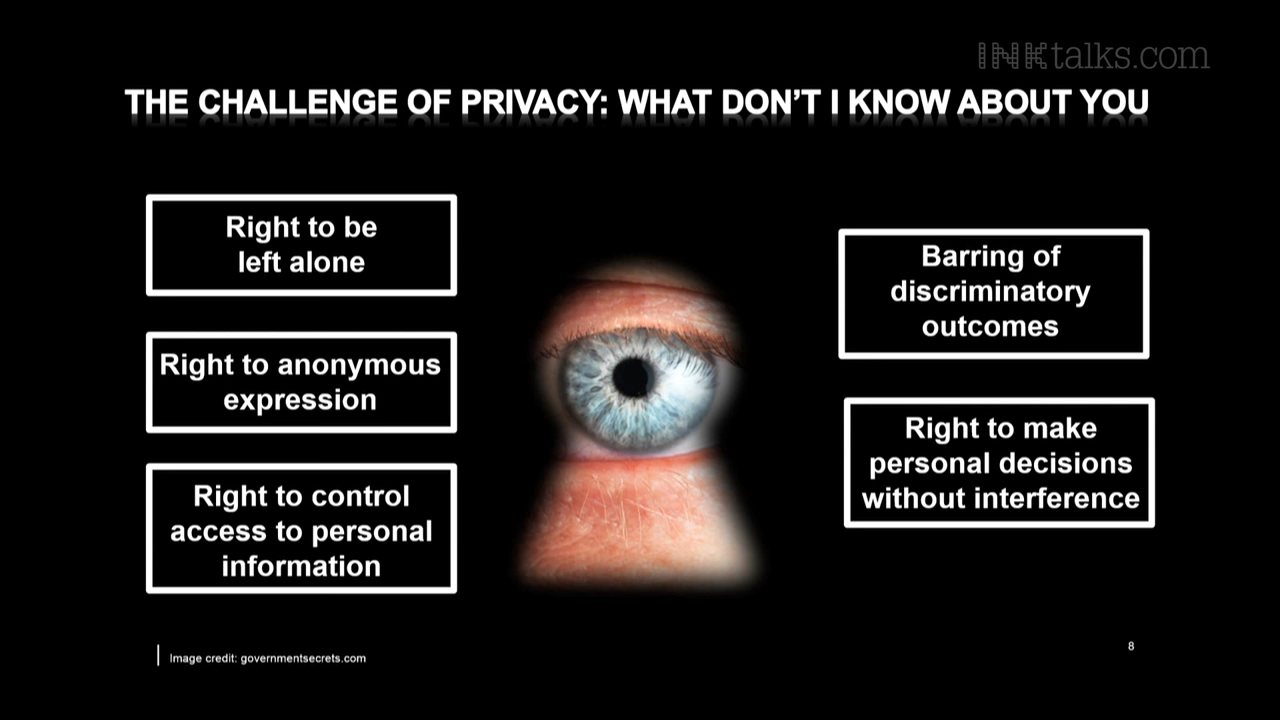 INKtalks.com
THE CHALLENGE OF PRIVACY: WHAT DON'T I KNOW ABOUT YOU
Right to be
left alone
Right to anonymous
expression
Right to control
access to personal
information
Barring of
discriminatory
outcomes
Right to make
personal decisions
without interference
Image credit: governmentsecrets.com
8